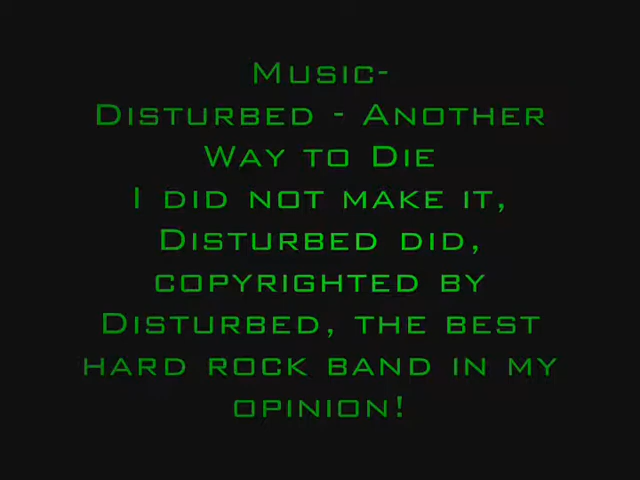 Music-
Disturbed - Another
Way to Die
I did not make it,
Disturbed did,
copyrighted by
Disturbed, the best
hard rock band in my
opinion!